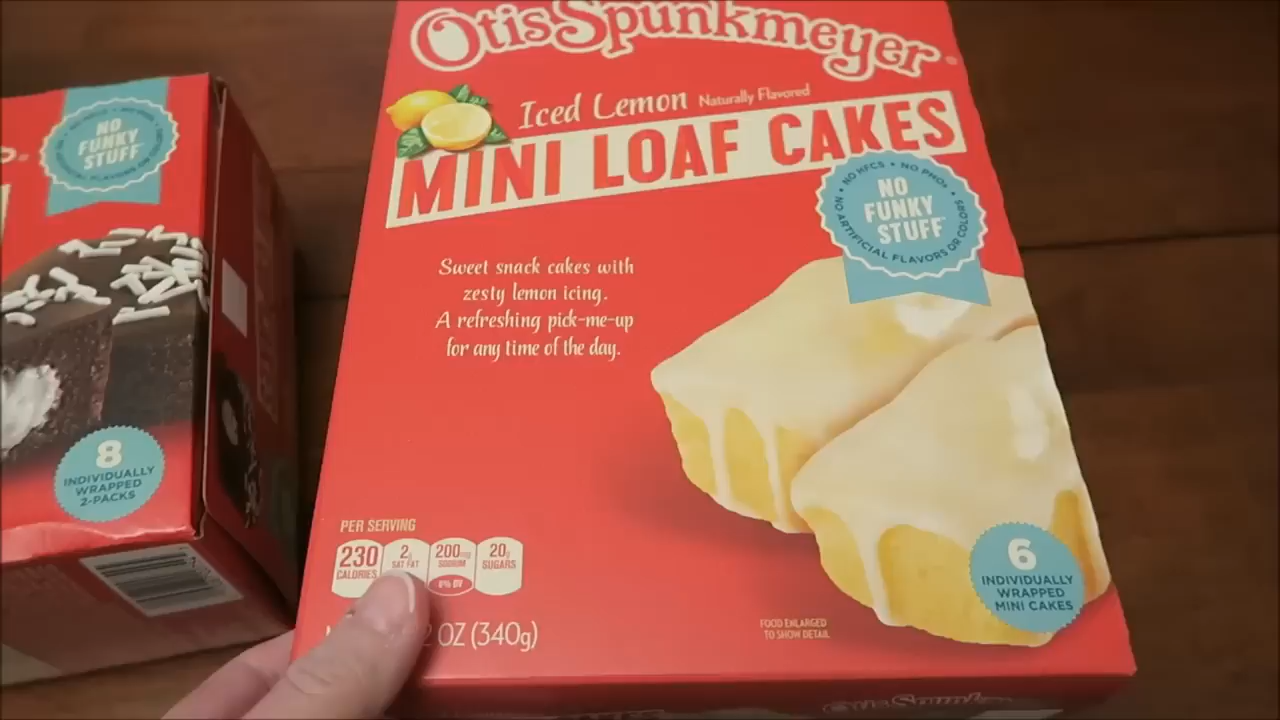 Otis Spunkmeyer
Iced Lemon Naturally Flavored
MINI LOAF CAKES
• NO HFCS • NO PHOs •
NO ARTIFICIAL FLAVORS OR COLORS
NO
FUNKY
STUFF
Sweet snack cakes with
zesty lemon icing.
A refreshing pick-me-up
for any time of the day.
PER SERVING
230
CALORIES
2g
SAT FAT
200mg
SODIUM
8% DV
20g
SUGARS
OZ (340g)
FOOD ENLARGED
TO SHOW DETAIL
6
INDIVIDUALLY
WRAPPED
MINI CAKES
NO
FUNKY
STUFF
8
INDIVIDUALLY
WRAPPED
2-PACKS